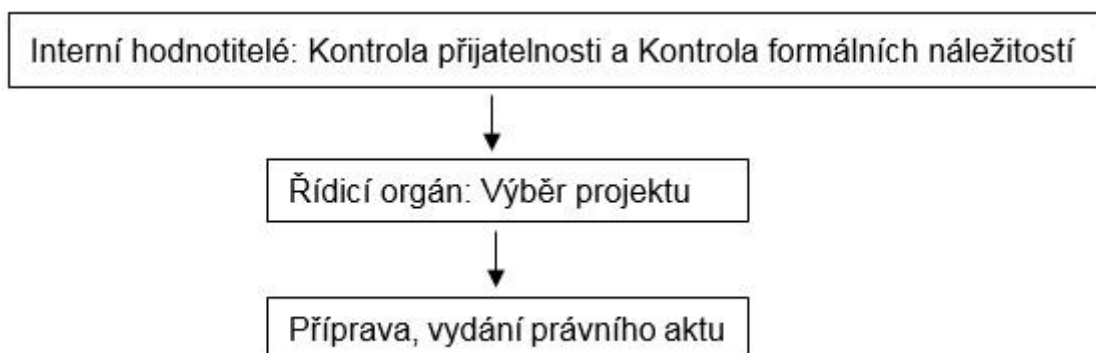 Interní hodnotitelé: Kontrola přijatelnosti a Kontrola formálních náležitostí
Řídicí orgán: Výběr projektu
Příprava, vydání právního aktu